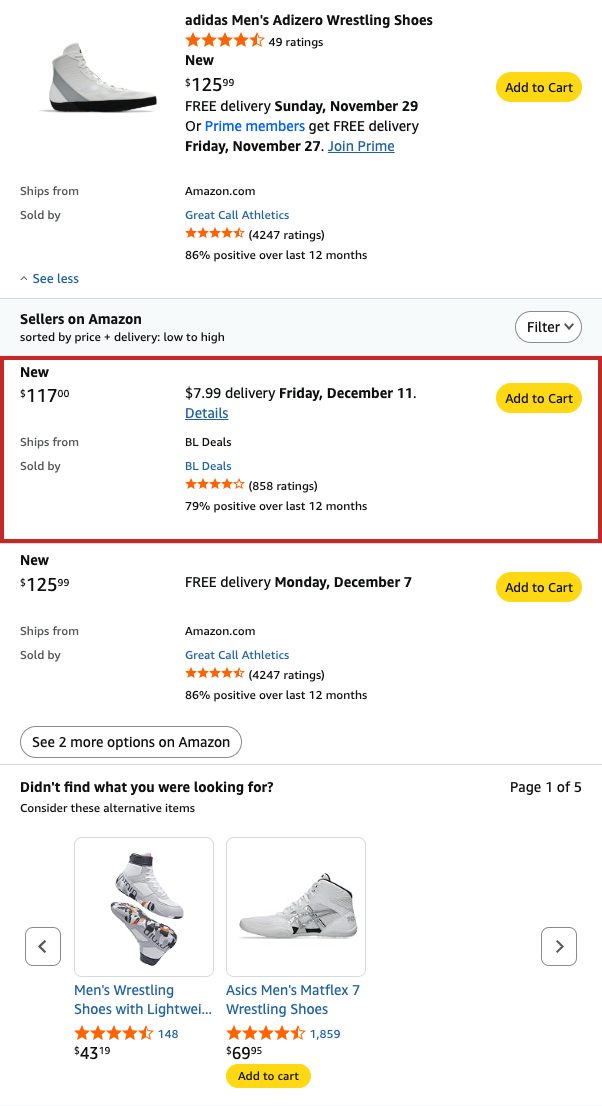 adidas Men's Adizero Wrestling Shoes
49 ratings
New
$125 99
FREE delivery Sunday, November 29
Or Prime members get FREE delivery
Friday, November 27. Join Prime
Add to Cart
Ships from Amazon.com
Sold by Great Call Athletics
(4247 ratings)
86% positive over last 12 months
See less
Sellers on Amazon
sorted by price + delivery: low to high
Filter
New
$117 00 $7.99 delivery Friday, December 11.
Details
Add to Cart
Ships from BL Deals
Sold by BL Deals
(858 ratings)
79% positive over last 12 months
New
$125 99 FREE delivery Monday, December 7
Add to Cart
Ships from Amazon.com
Sold by Great Call Athletics
(4247 ratings)
86% positive over last 12 months
See 2 more options on Amazon
Didn't find what you were looking for? Page 1 of 5
Consider these alternative items
Men's Wrestling
Shoes with Lightwei...
148
$43 19
Asics Men's Matflex 7
Wrestling Shoes
1,859
$69 95
Add to cart